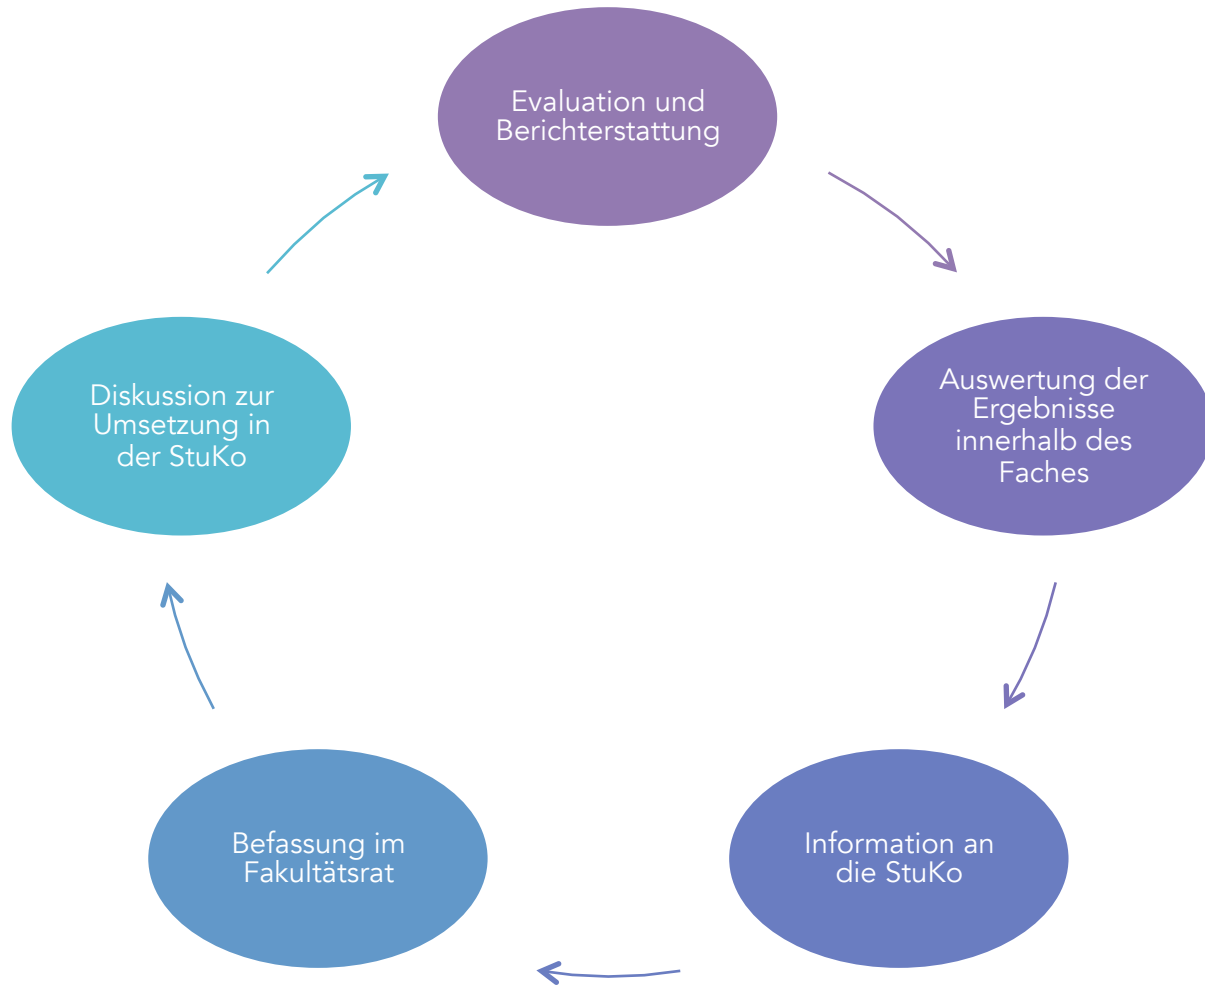 Evaluation und
Berichterstattung
Auswertung der
Ergebnisse
innerhalb des
Faches
Information an
die StuKo
Befassung im
Fakultätsrat
Diskussion zur
Umsetzung in
der StuKo